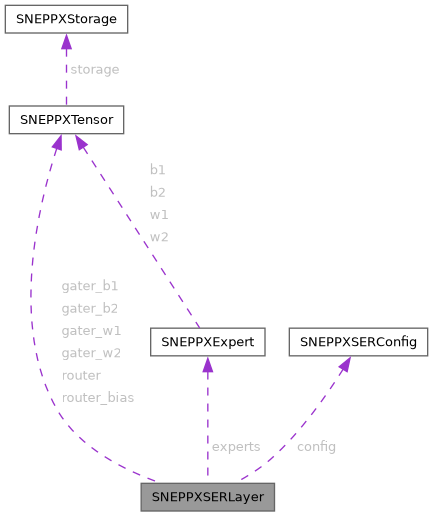 SNEPPXStorage
storage
SNEPPXTensor
b1
b2
w1
w2
gater_b1
gater_b2
gater_w1
gater_w2
router
router_bias
SNEPPXExpert
SNEPPXSERConfig
experts
config
SNEPPXSERLayer